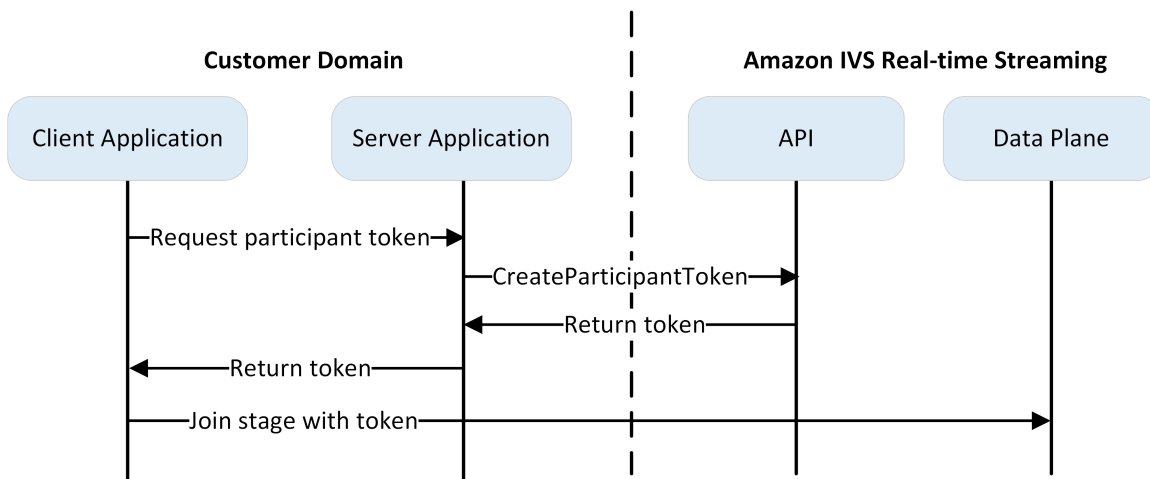 Customer Domain
Amazon IVS Real-time Streaming
Client Application
Server Application
API
Data Plane
Request participant token
CreateParticipantToken
Return token
Return token
Join stage with token